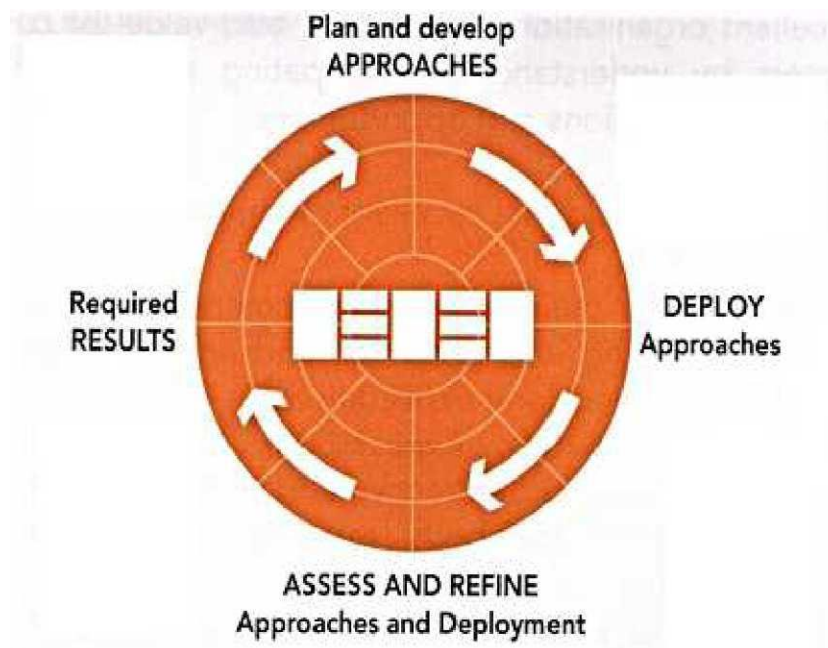 Plan and develop
APPROACHES
Required
RESULTS
DEPLOY
Approaches
ASSESS AND REFINE
Approaches and Deployment